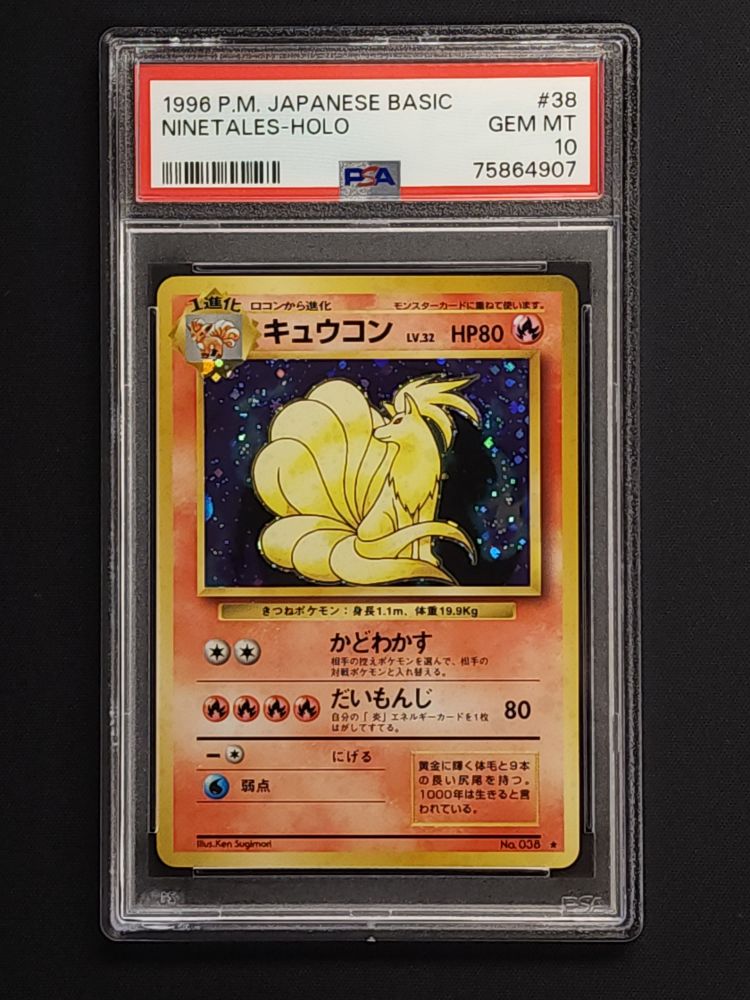 1996 P.M. JAPANESE BASIC #38
NINETALES-HOLO GEM MT
10
PSA 75864907
1進化 ロコンから進化 モンスターカードに重ねて使います。
キュウコン LV.32 HP80
きつねポケモン：身長1.1m、体重19.9Kg
かどわかす
相手の控えポケモンを選んで、相手の
対戦ポケモンと入れ替える。
だいもんじ 80
自分の「炎」エネルギーカードを1枚
はがしてすてる。
にげる
弱点
黄金に輝く体毛と9本
の長い尻尾を持つ。
1000年は生きると言
われている。
Illus.Ken Sugimori No. 038 ★
PSA